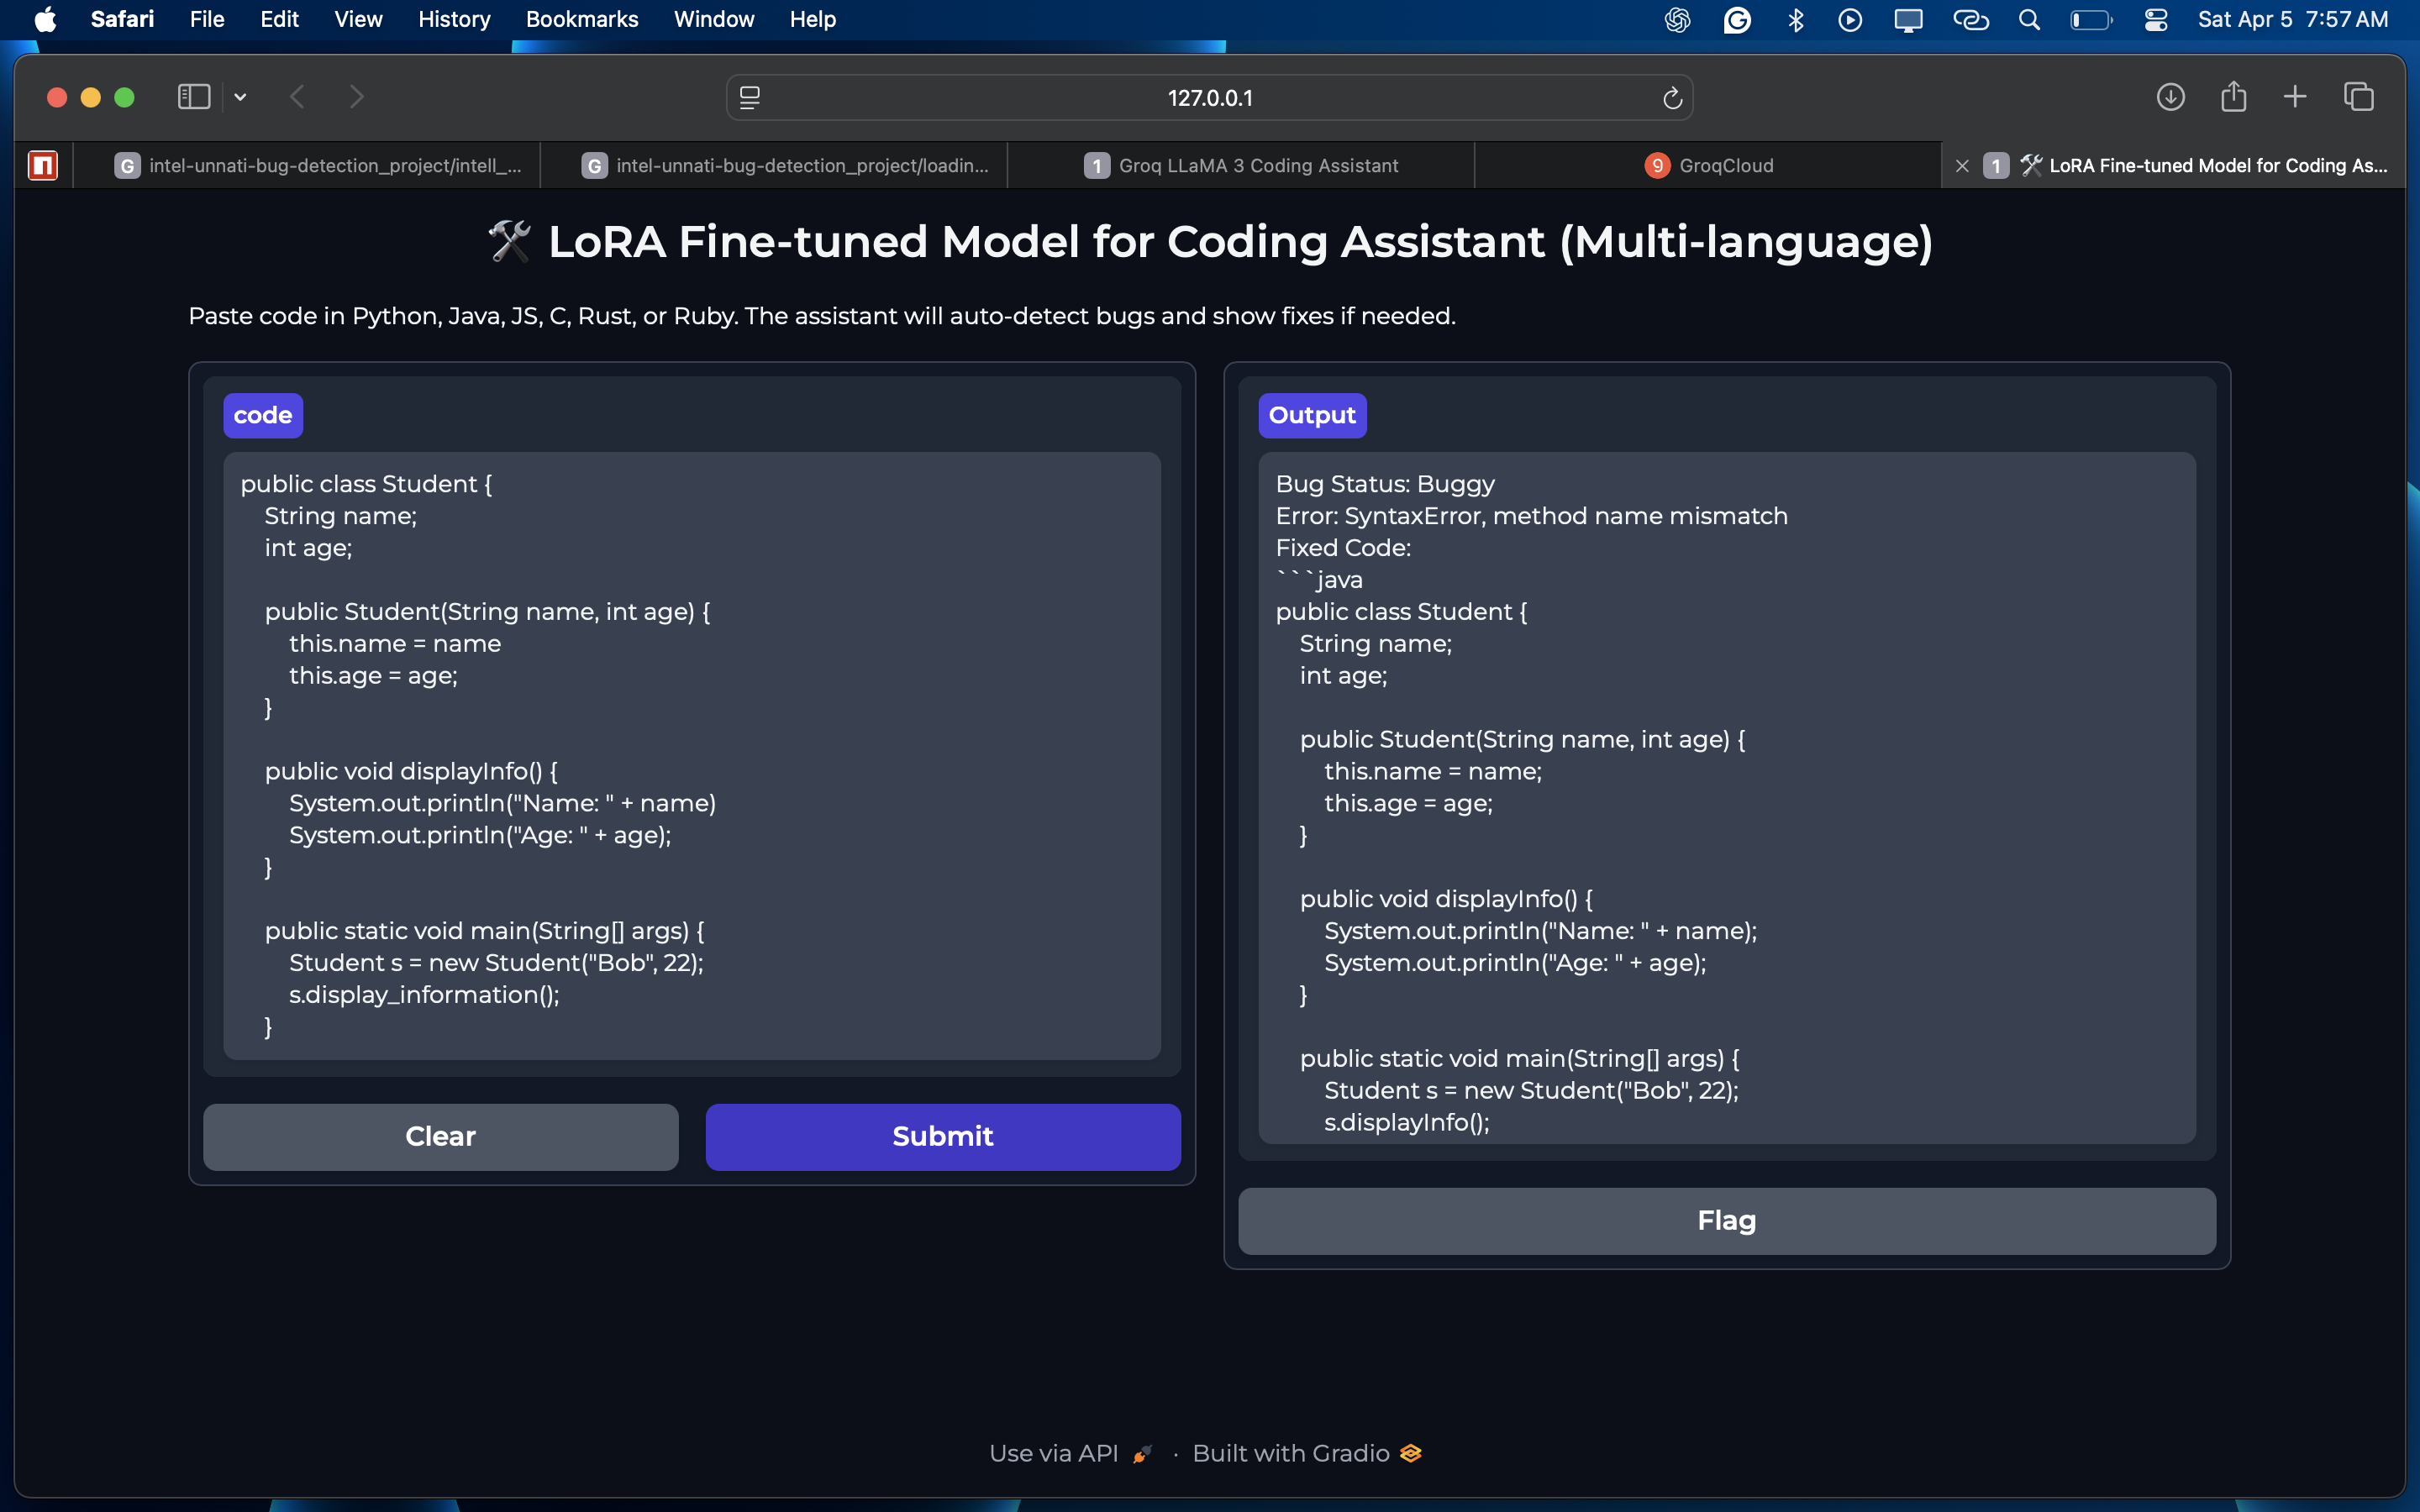 Safari File Edit View History Bookmarks Window Help Sat Apr 5 7:57 AM
127.0.0.1
G intel-unnati-bug-detection_project/intell_... G intel-unnati-bug-detection_project/loadin... 1 Groq LLaMA 3 Coding Assistant 9 GroqCloud 1 🛠 LoRA Fine-tuned Model for Coding As...
🛠 LoRA Fine-tuned Model for Coding Assistant (Multi-language)
Paste code in Python, Java, JS, C, Rust, or Ruby. The assistant will auto-detect bugs and show fixes if needed.
code
public class Student {
    String name;
    int age;

    public Student(String name, int age) {
        this.name = name
        this.age = age;
    }

    public void displayInfo() {
        System.out.println("Name: " + name)
        System.out.println("Age: " + age);
    }

    public static void main(String[] args) {
        Student s = new Student("Bob", 22);
        s.display_information();
    }
Clear Submit
Output
Bug Status: Buggy
Error: SyntaxError, method name mismatch
Fixed Code:
```java
public class Student {
    String name;
    int age;

    public Student(String name, int age) {
        this.name = name;
        this.age = age;
    }

    public void displayInfo() {
        System.out.println("Name: " + name);
        System.out.println("Age: " + age);
    }

    public static void main(String[] args) {
        Student s = new Student("Bob", 22);
        s.displayInfo();
Flag
Use via API 🚀 · Built with Gradio